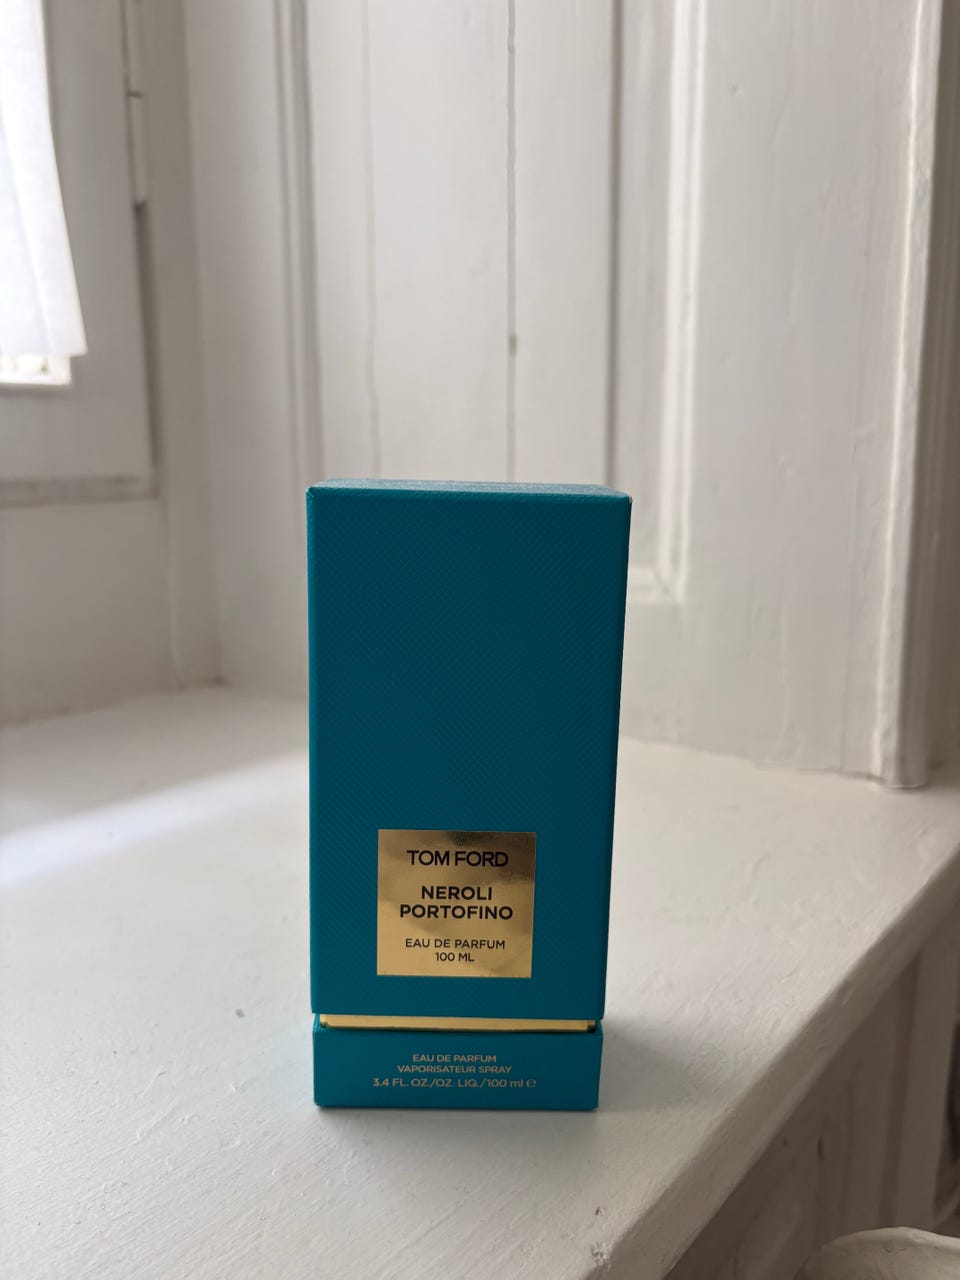 TOM FORD
NEROLI
PORTOFINO
EAU DE PARFUM
100 ML
EAU DE PARFUM
VAPORISATEUR SPRAY
3.4 FL. OZ./OZ. LIQ./100 ml ℮